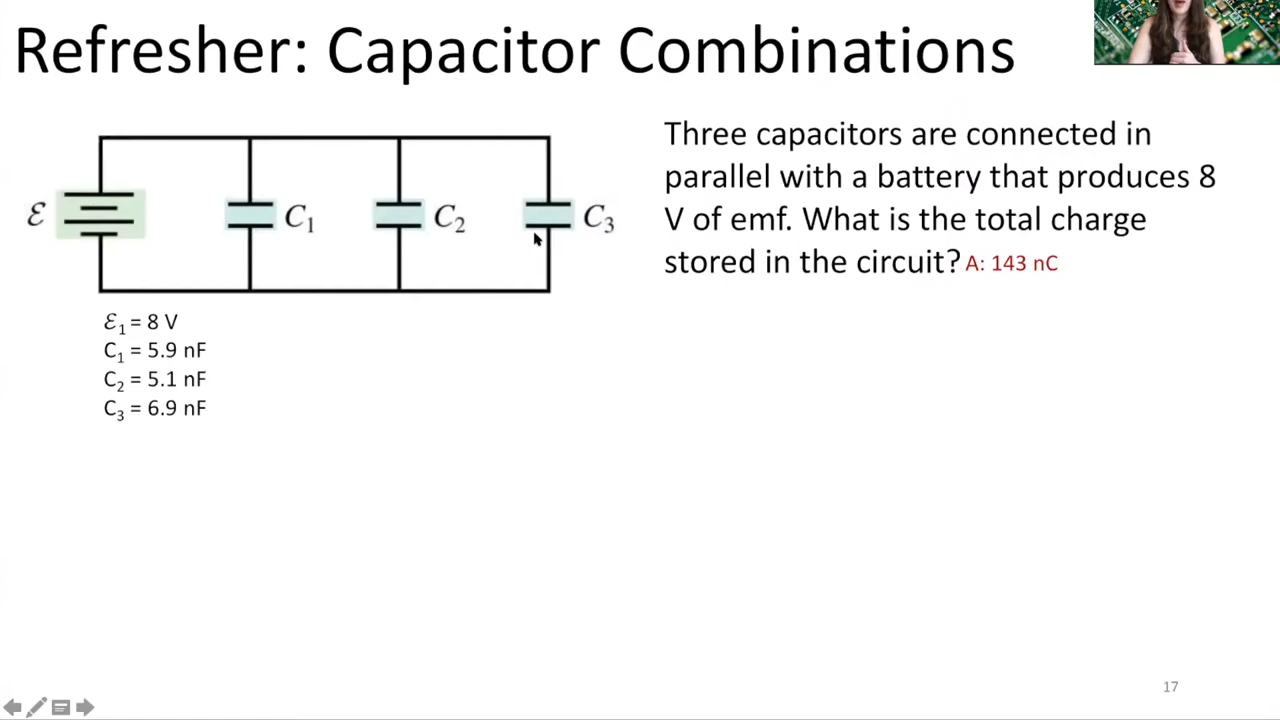 Refresher: Capacitor Combinations
Three capacitors are connected in
parallel with a battery that produces 8
V of emf. What is the total charge
stored in the circuit? A: 143 nC
ℰ C₁ C₂ C₃
ℰ₁ = 8 V
C₁ = 5.9 nF
C₂ = 5.1 nF
C₃ = 6.9 nF
17